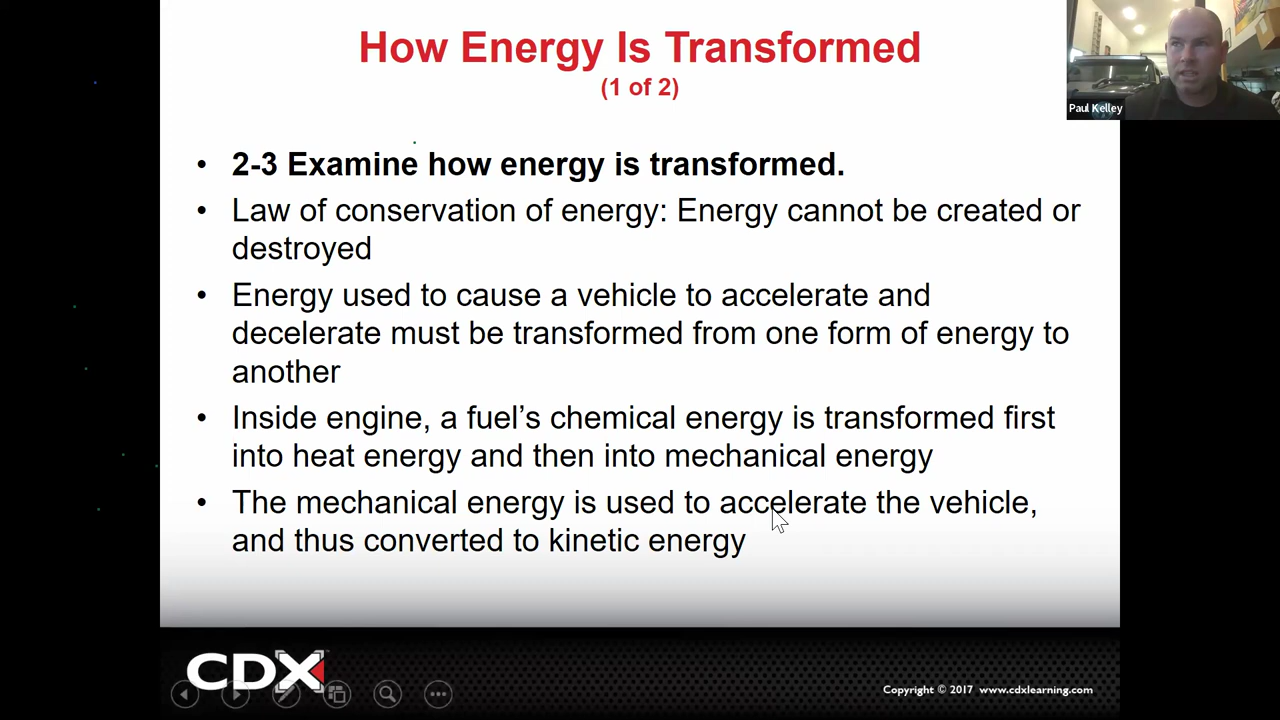 How Energy Is Transformed
(1 of 2)
Paul Kelley
• 2-3 Examine how energy is transformed.
• Law of conservation of energy: Energy cannot be created or
destroyed
• Energy used to cause a vehicle to accelerate and
decelerate must be transformed from one form of energy to
another
• Inside engine, a fuel’s chemical energy is transformed first
into heat energy and then into mechanical energy
• The mechanical energy is used to accelerate the vehicle,
and thus converted to kinetic energy
CDX
Copyright © 2017 www.cdxlearning.com